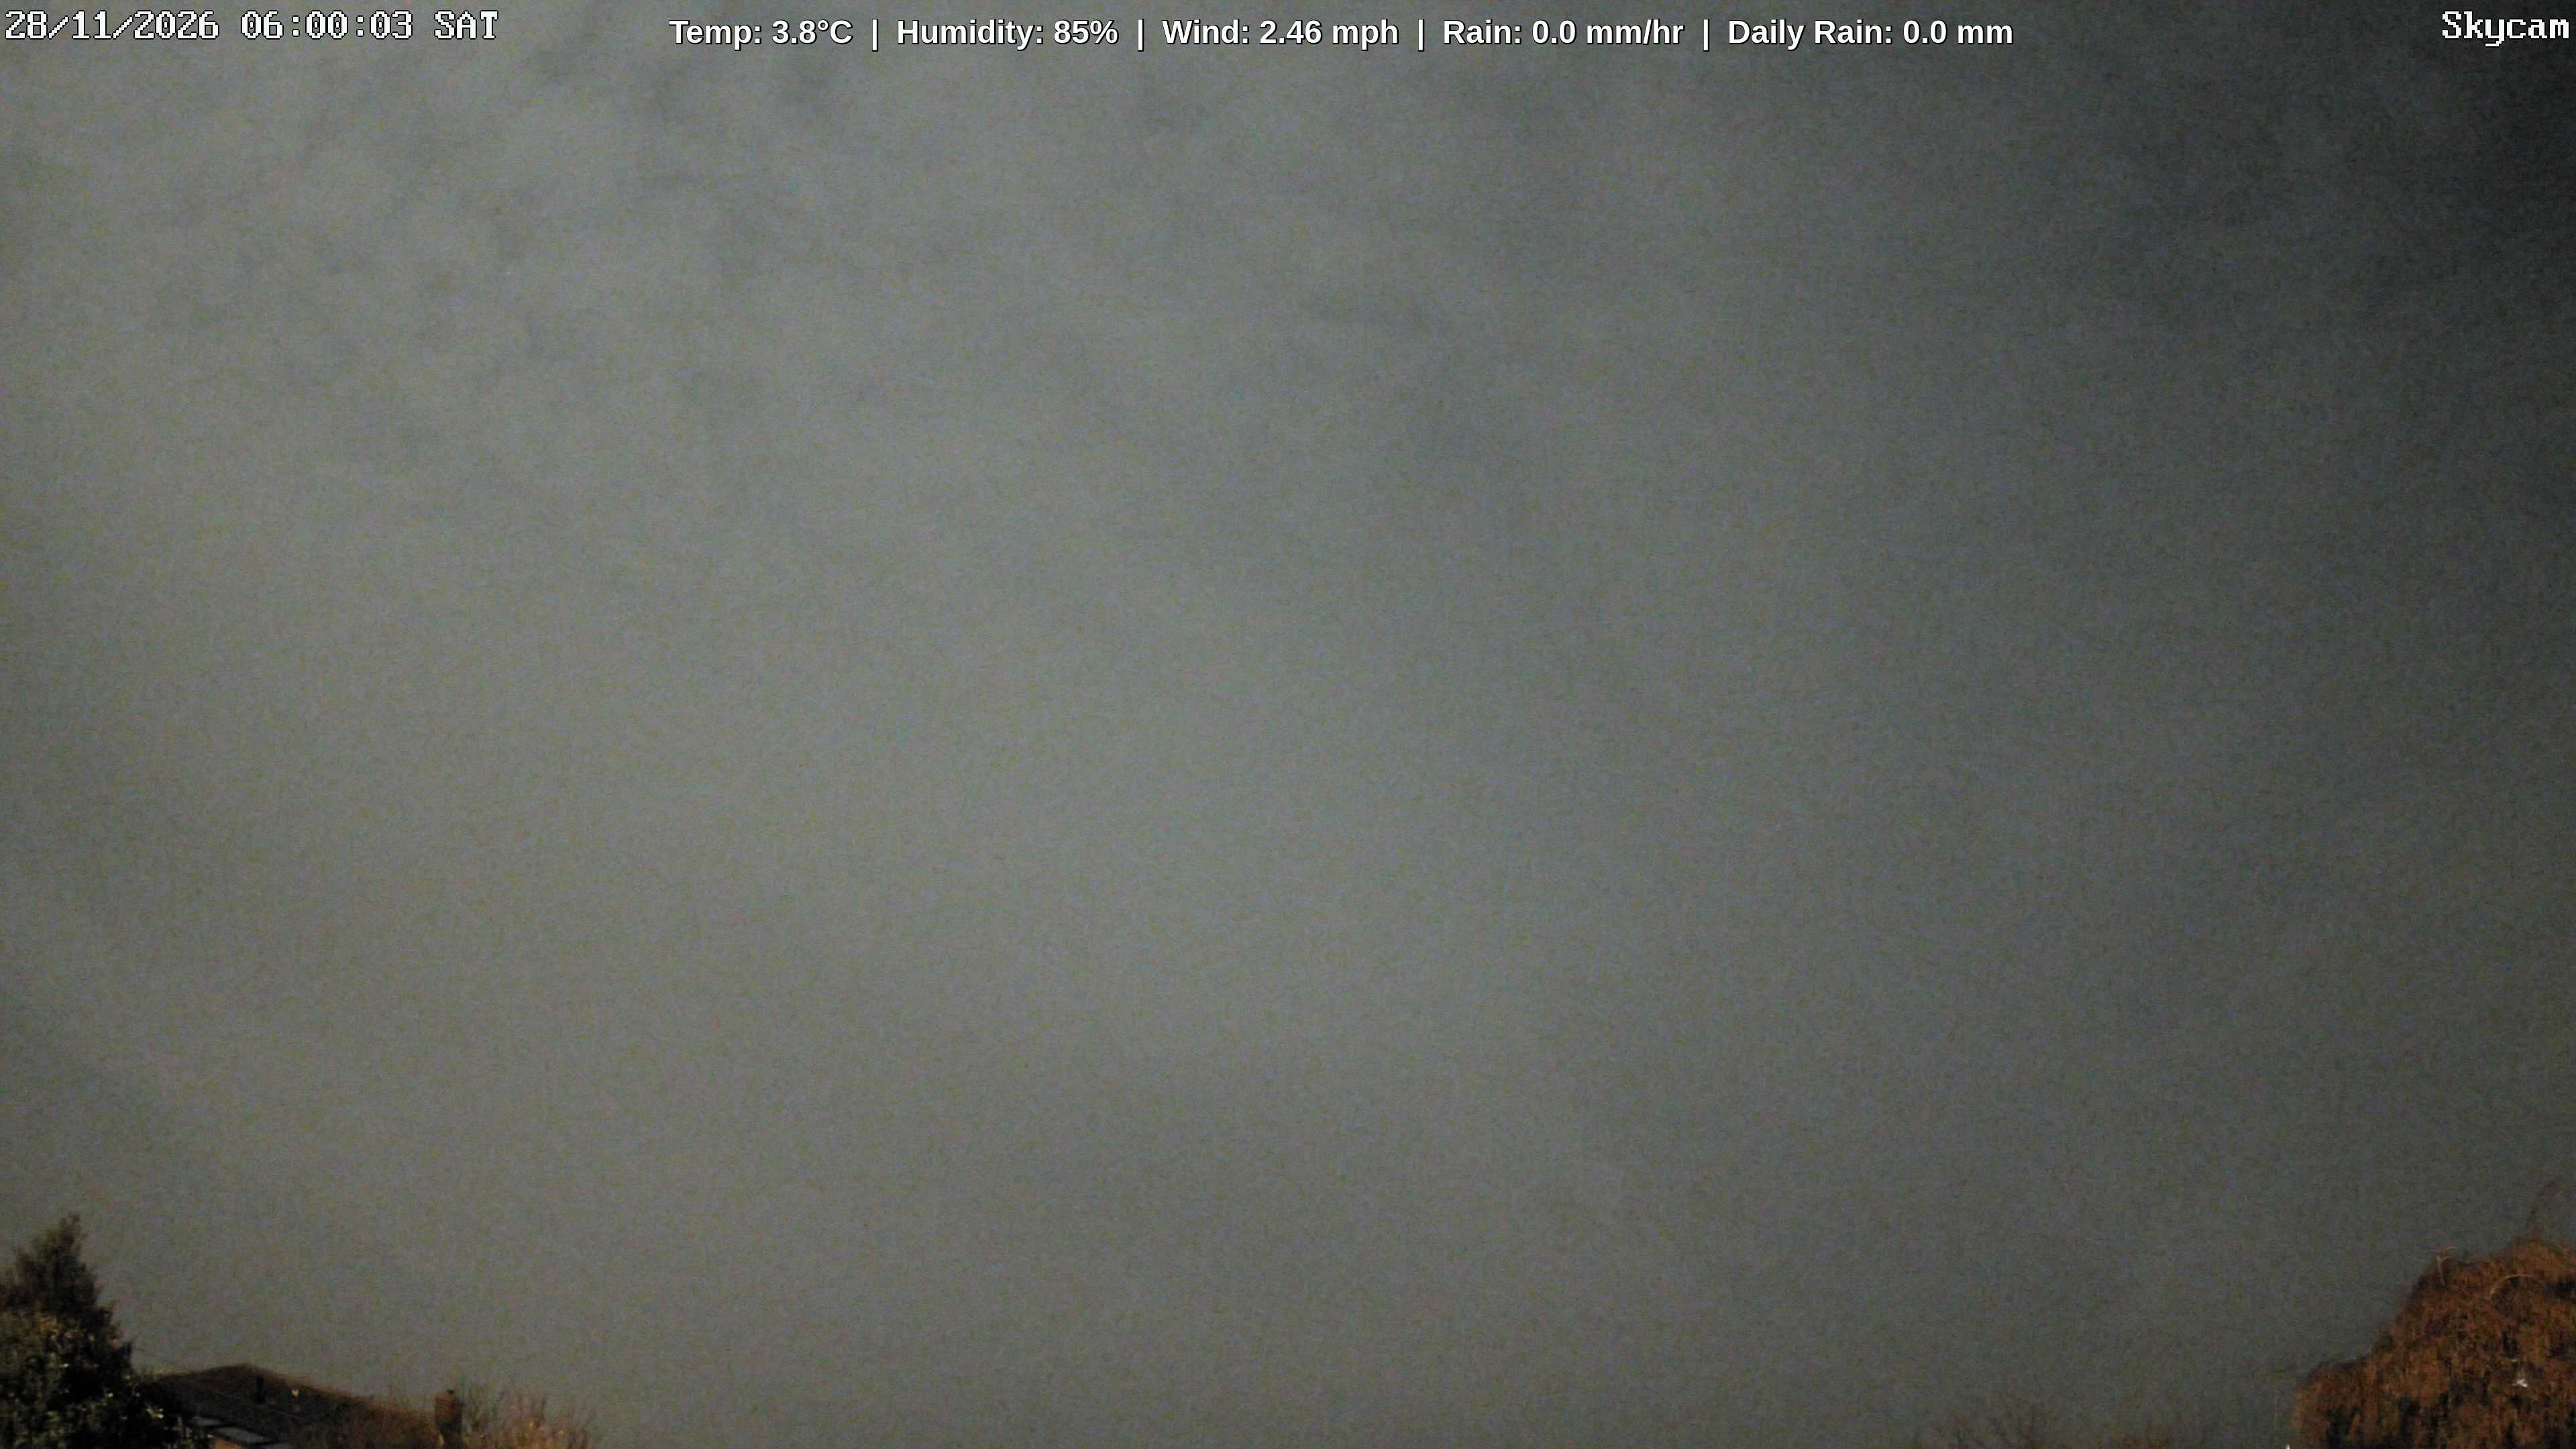 28/11/2026 06:00:03 SAT
Temp: 3.8°C | Humidity: 85% | Wind: 2.46 mph | Rain: 0.0 mm/hr | Daily Rain: 0.0 mm
Skycam